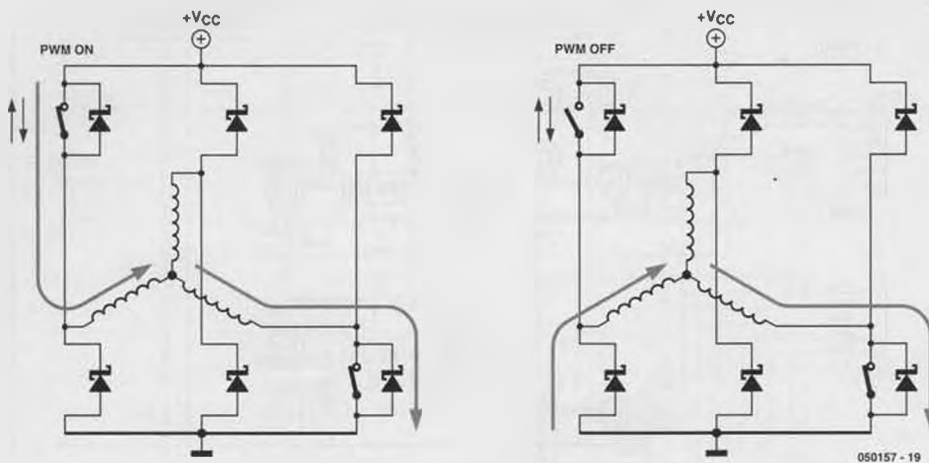 +VCC
PWM ON
+VCC
PWM OFF
050157 - 19